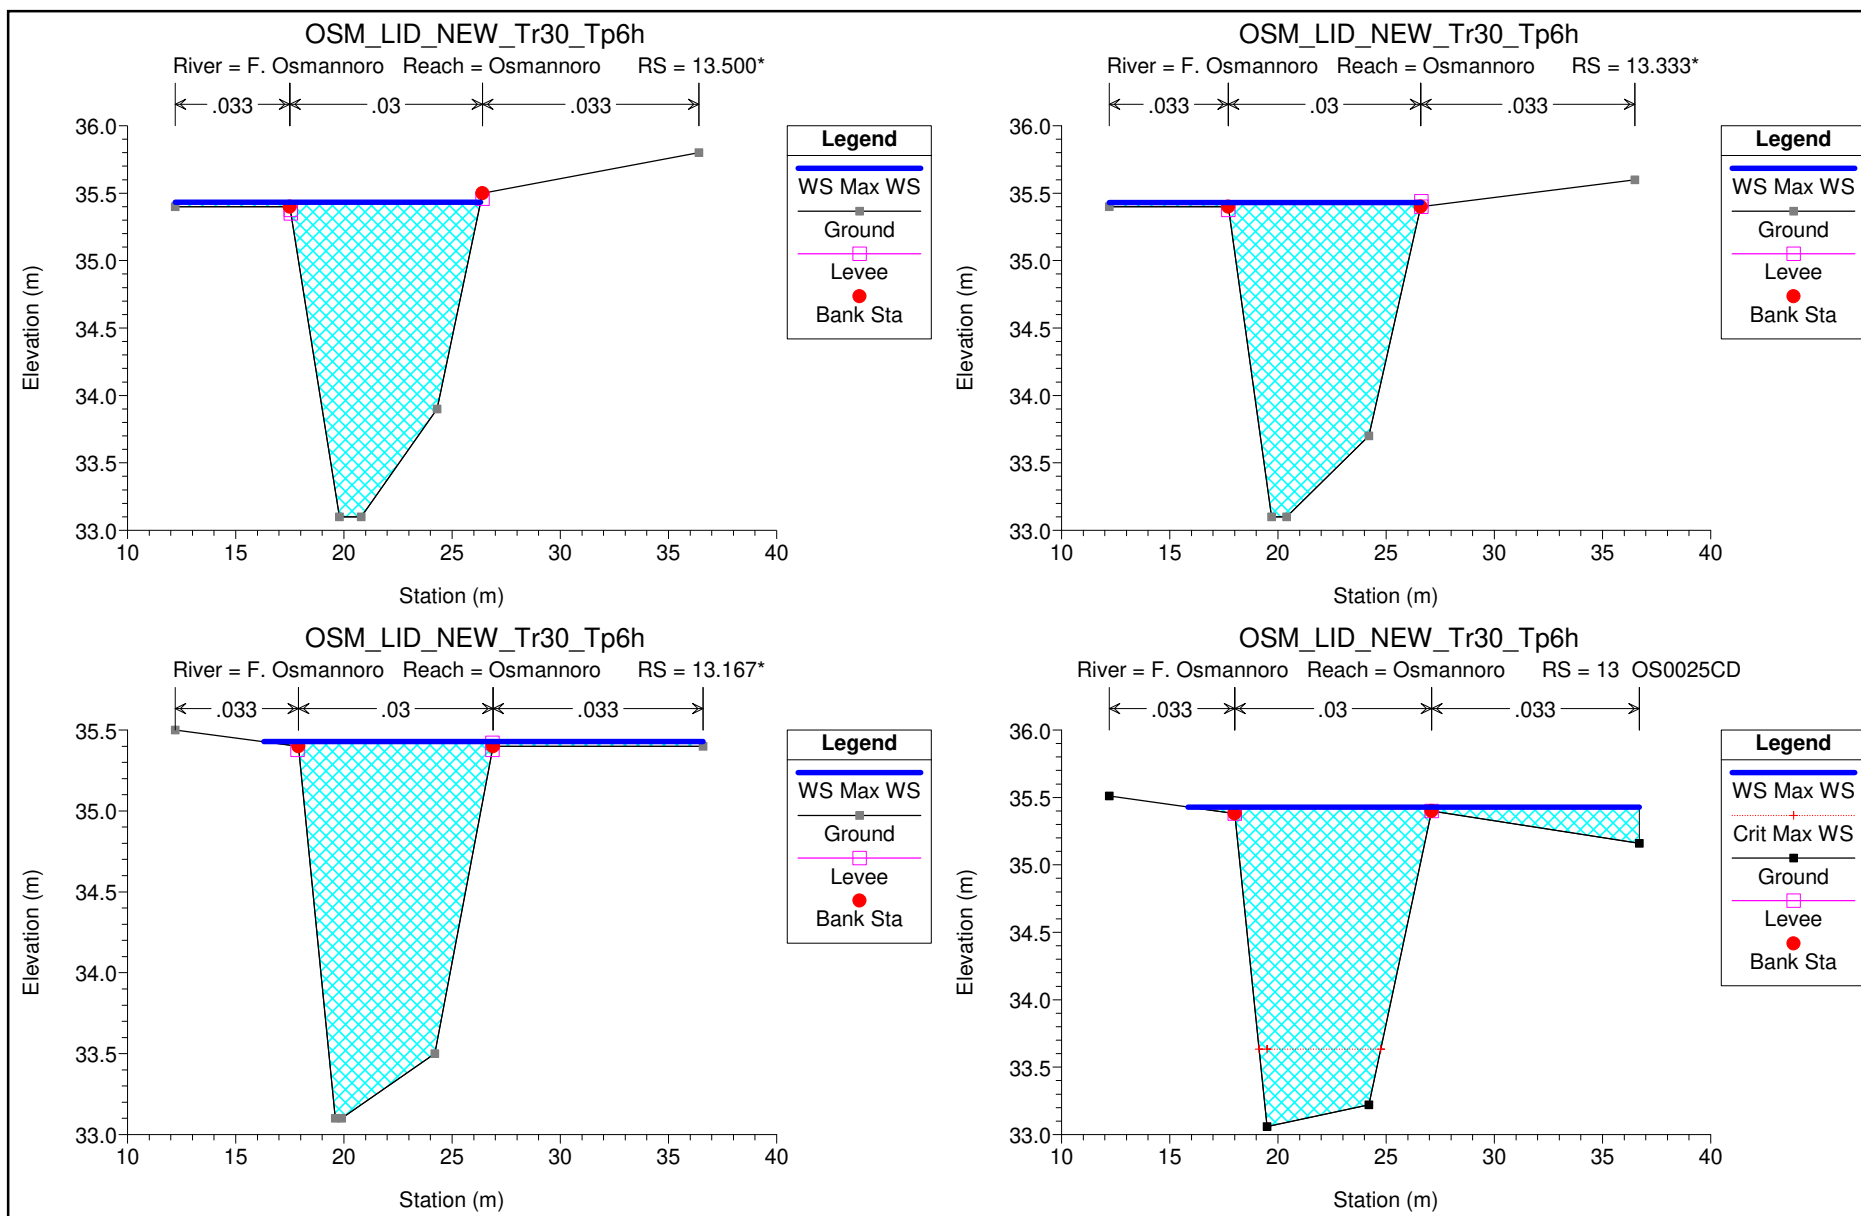 OSM_LID_NEW_Tr30_Tp6h
River = F. Osmannoro Reach = Osmannoro RS = 13.500*
.033 .03 .033
36.0
35.5
35.0
34.5
34.0
33.5
33.0
Elevation (m)
10 15 20 25 30 35 40
Station (m)
Legend
WS Max WS
Ground
Levee
Bank Sta
OSM_LID_NEW_Tr30_Tp6h
River = F. Osmannoro Reach = Osmannoro RS = 13.333*
.033 .03 .033
36.0
35.5
35.0
34.5
34.0
33.5
33.0
Elevation (m)
10 15 20 25 30 35 40
Station (m)
Legend
WS Max WS
Ground
Levee
Bank Sta
OSM_LID_NEW_Tr30_Tp6h
River = F. Osmannoro Reach = Osmannoro RS = 13.167*
.033 .03 .033
35.5
35.0
34.5
34.0
33.5
33.0
Elevation (m)
10 15 20 25 30 35 40
Station (m)
Legend
WS Max WS
Ground
Levee
Bank Sta
OSM_LID_NEW_Tr30_Tp6h
River = F. Osmannoro Reach = Osmannoro RS = 13 OS0025CD
.033 .03 .033
36.0
35.5
35.0
34.5
34.0
33.5
33.0
Elevation (m)
10 15 20 25 30 35 40
Station (m)
Legend
WS Max WS
Crit Max WS
Ground
Levee
Bank Sta